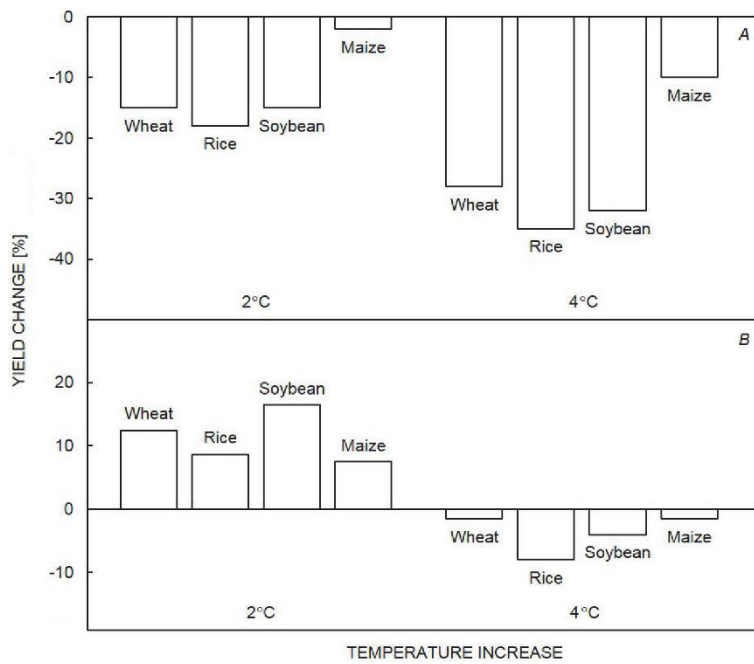 0
A
Maize
-10
Maize
Wheat
Rice
Soybean
-20
-30
Wheat
Rice
Soybean
-40
2°C
4°C
YIELD CHANGE [%]
B
20
Soybean
Wheat
Rice
Maize
10
0
Wheat
Rice
Soybean
Maize
-10
2°C
4°C
TEMPERATURE INCREASE